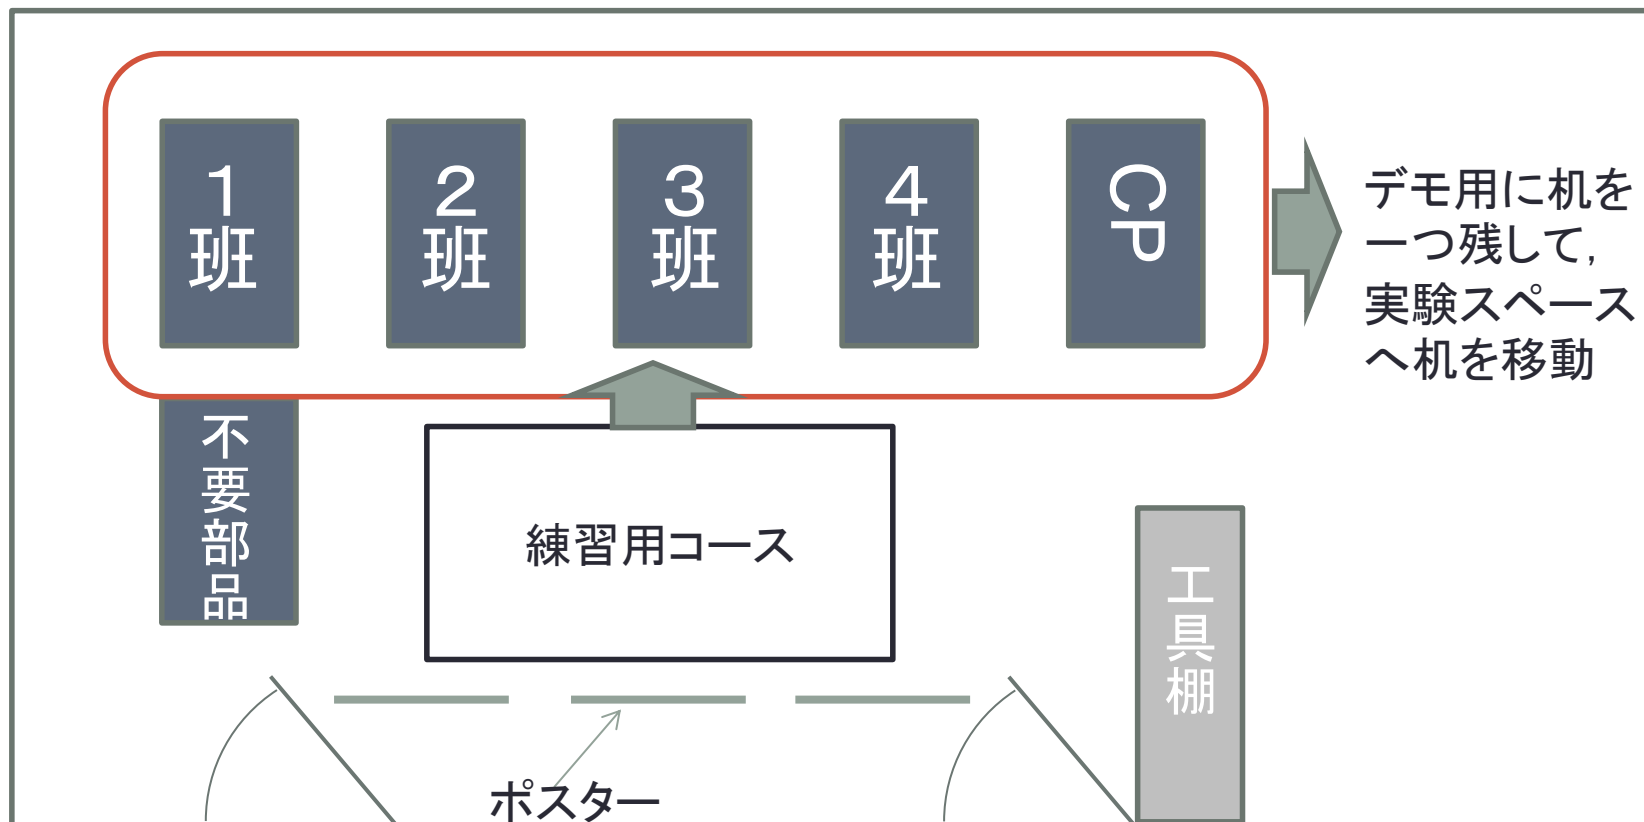 1班
2班
3班
4班
CP
デモ用に机を
一つ残して,
実験スペース
へ机を移動
不要部品
練習用コース
工具棚
ポスター